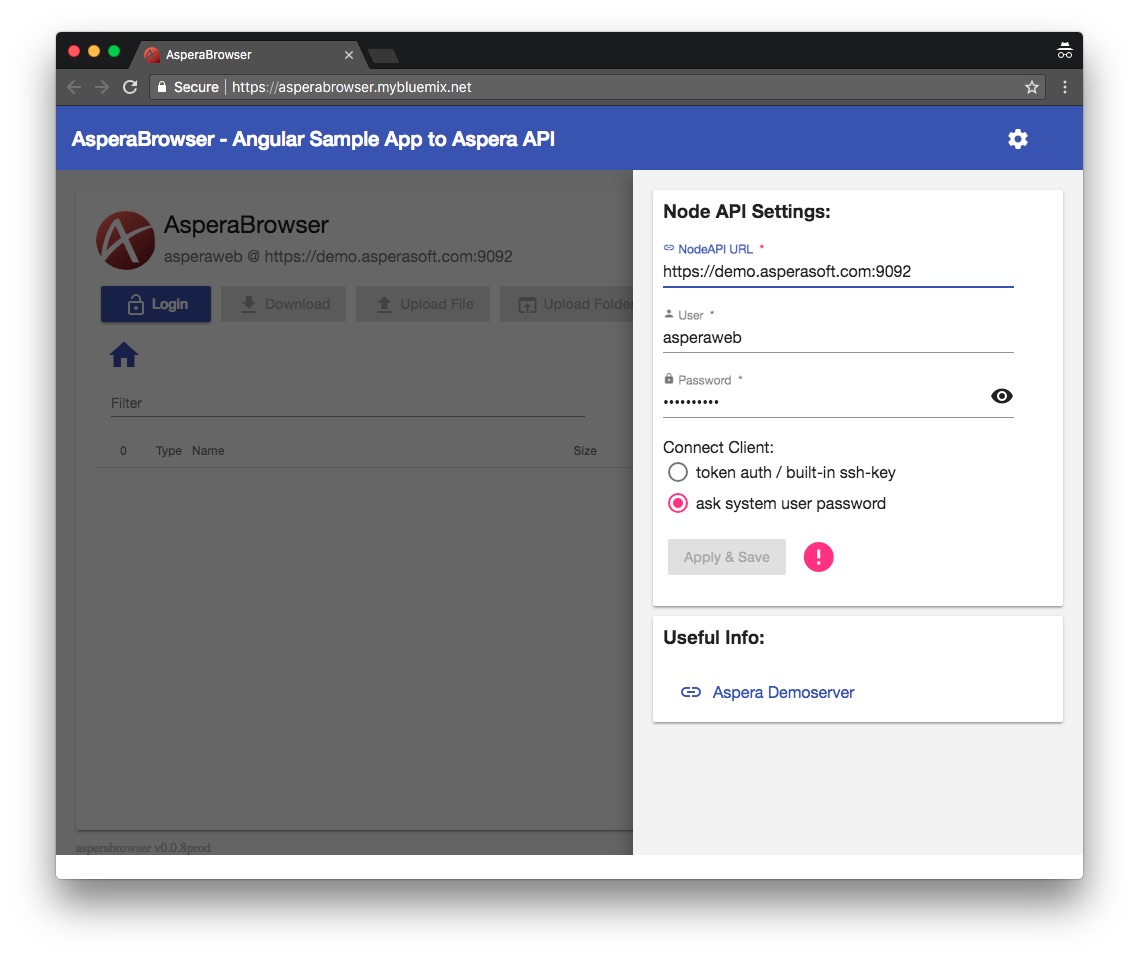 AsperaBrowser
Secure https://asperabrowser.mybluemix.net
AsperaBrowser - Angular Sample App to Aspera API
AsperaBrowser
asperaweb @ https://demo.asperasoft.com:9092
Login Download Upload File Upload Folder
Filter
0 Type Name Size
asperabrowser v0.0.8prod
Node API Settings:
NodeAPI URL *
https://demo.asperasoft.com:9092
User *
asperaweb
Password *
••••••••••
Connect Client:
token auth / built-in ssh-key
ask system user password
Apply & Save
Useful Info:
Aspera Demoserver